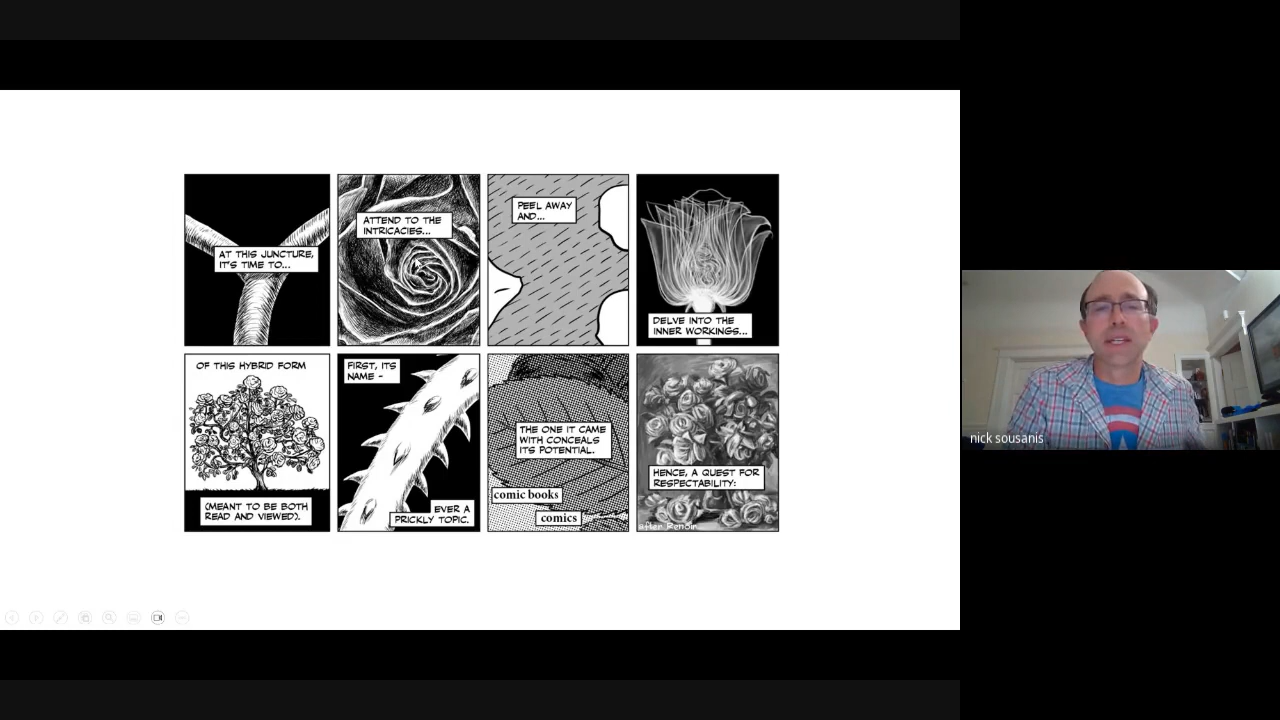 AT THIS JUNCTURE,
IT'S TIME TO...
ATTEND TO THE
INTRICACIES...
PEEL AWAY
AND...
DELVE INTO THE
INNER WORKINGS...
OF THIS HYBRID FORM
(MEANT TO BE BOTH
READ AND VIEWED).
FIRST, ITS
NAME -
EVER A
PRICKLY TOPIC.
THE ONE IT CAME
WITH CONCEALS
ITS POTENTIAL.
comic books
comics
HENCE, A QUEST FOR
RESPECTABILITY:
after Renoir
nick sousanis